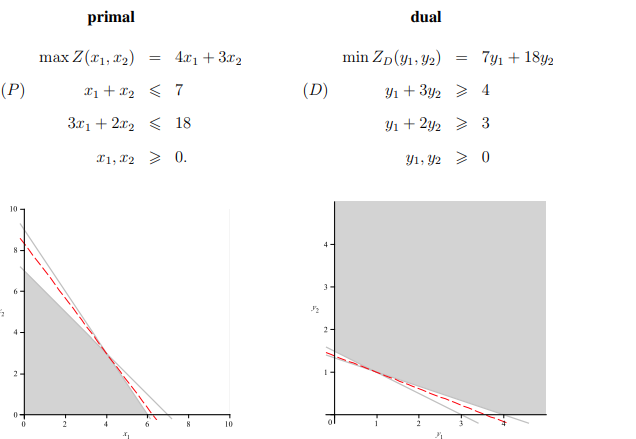 primal
max Z(x₁, x₂) = 4x₁ + 3x₂
(P) x₁ + x₂ ⩽ 7
3x₁ + 2x₂ ⩽ 18
x₁, x₂ ⩾ 0.
dual
min Z_D(y₁, y₂) = 7y₁ + 18y₂
(D) y₁ + 3y₂ ⩾ 4
y₁ + 2y₂ ⩾ 3
y₁, y₂ ⩾ 0
10
8
6
4
2
0
0 2 4 6 8 10
x₁
4
3
y₂
2
1
0 1 2 3 4
y₁